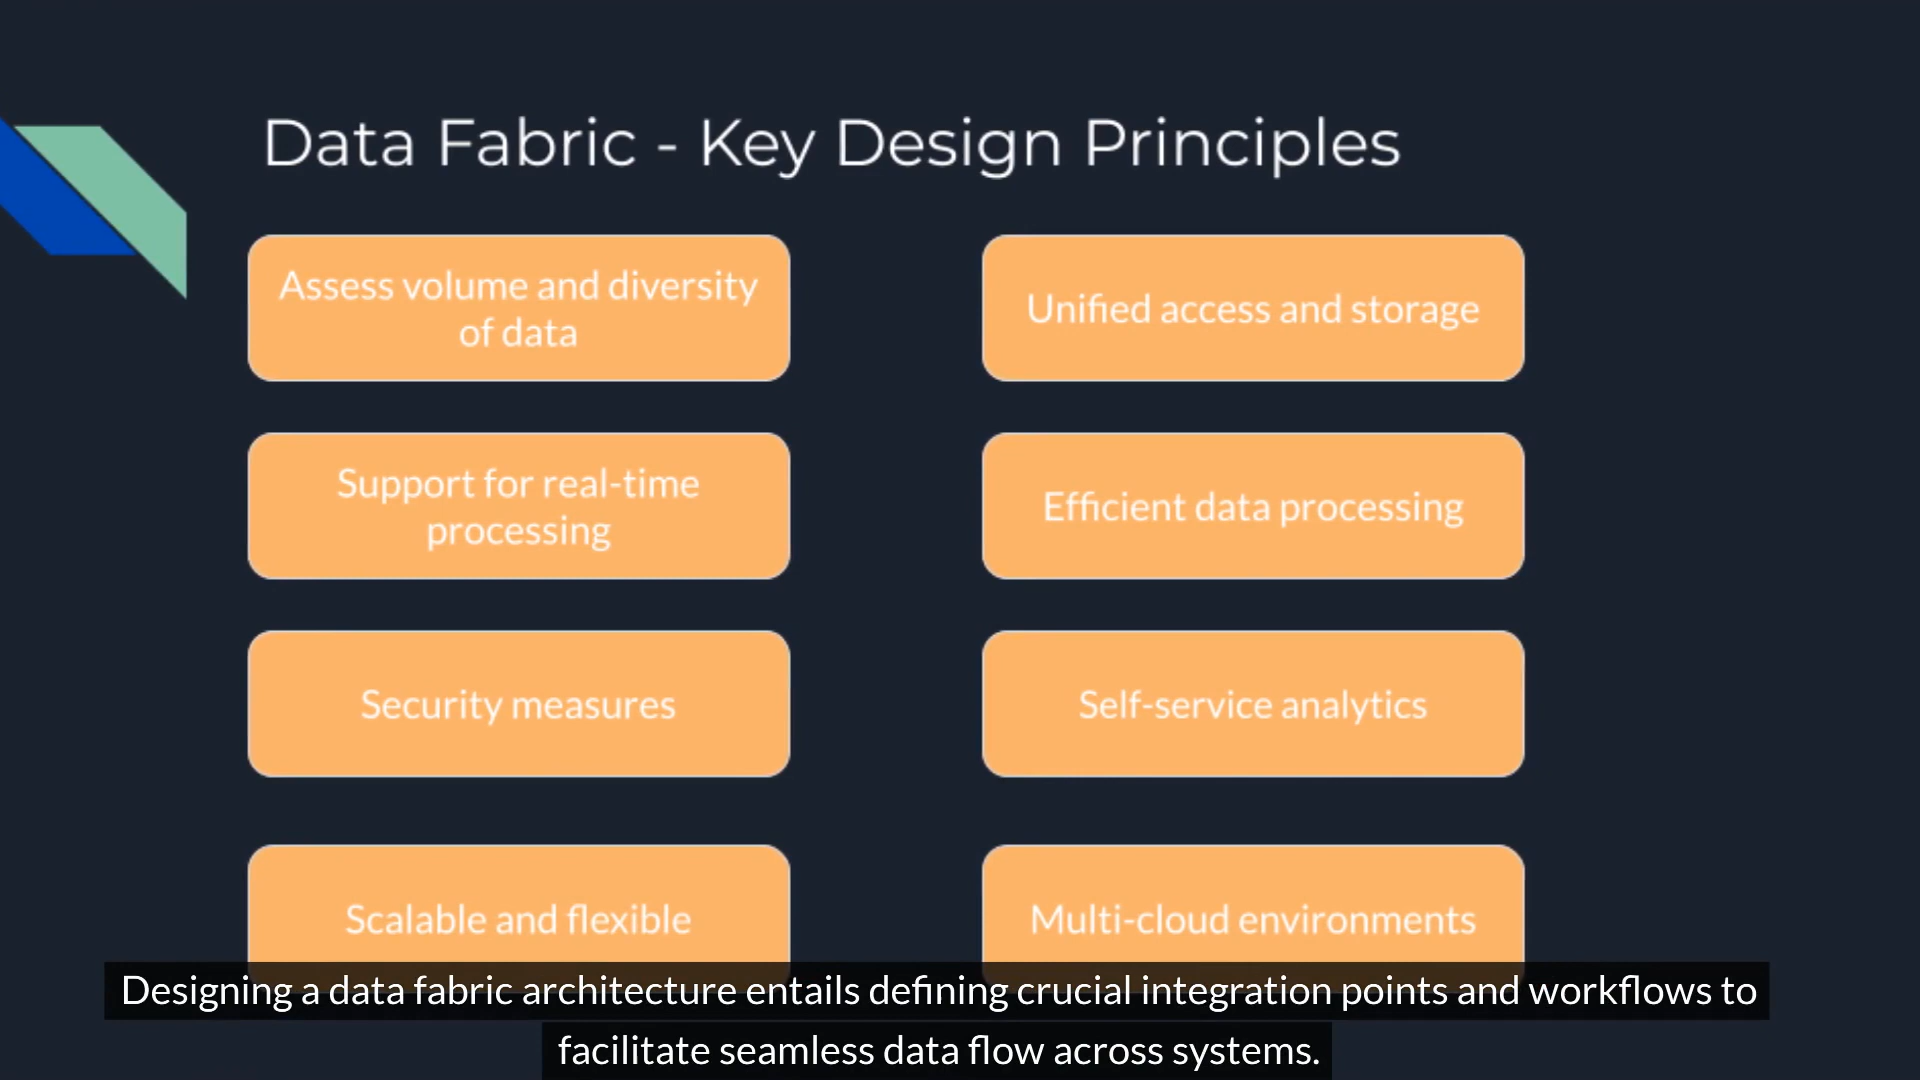 Data Fabric - Key Design Principles
Assess volume and diversity
of data
Unified access and storage
Support for real-time
processing
Efficient data processing
Security measures
Self-service analytics
Scalable and flexible
Multi-cloud environments
Designing a data fabric architecture entails defining crucial integration points and workflows to
facilitate seamless data flow across systems.